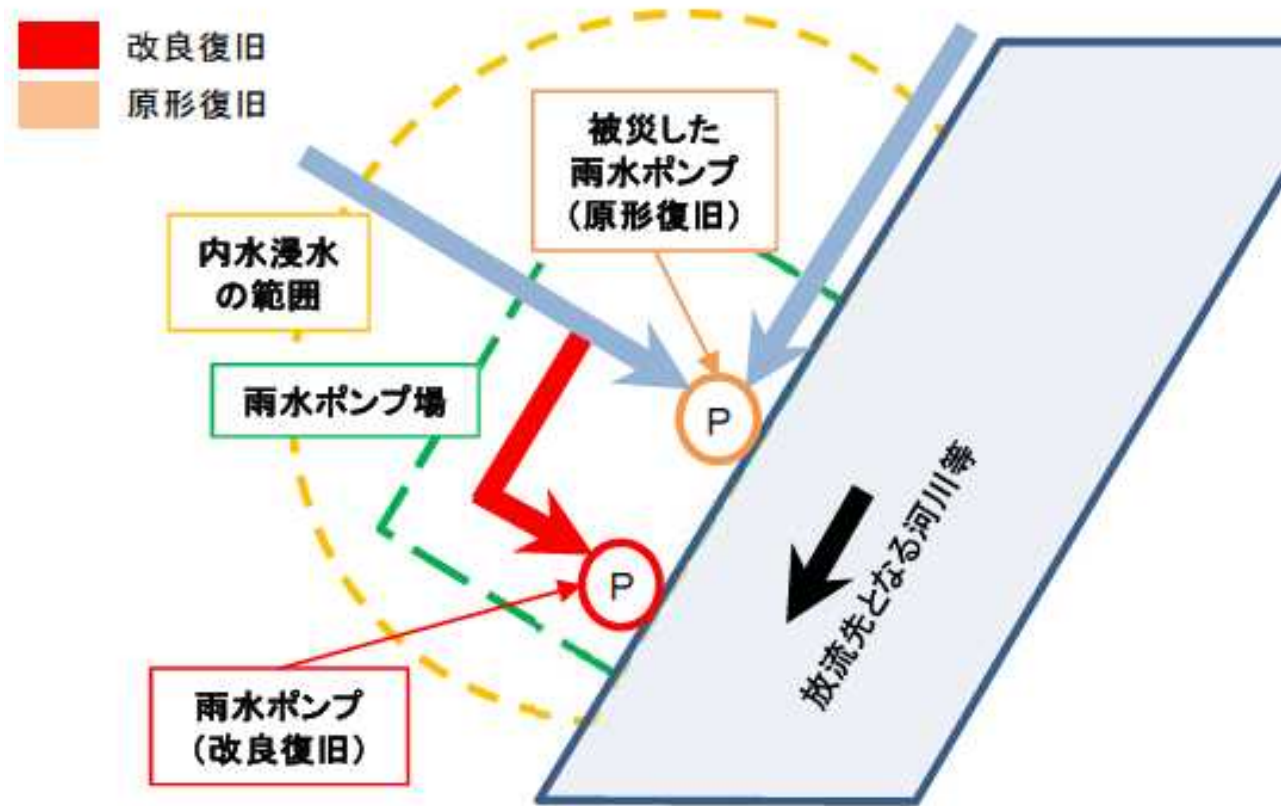 改良復旧
原形復旧
被災した
雨水ポンプ
（原形復旧）
内水浸水
の範囲
雨水ポンプ場
P
P
放流先となる河川等
雨水ポンプ
（改良復旧）